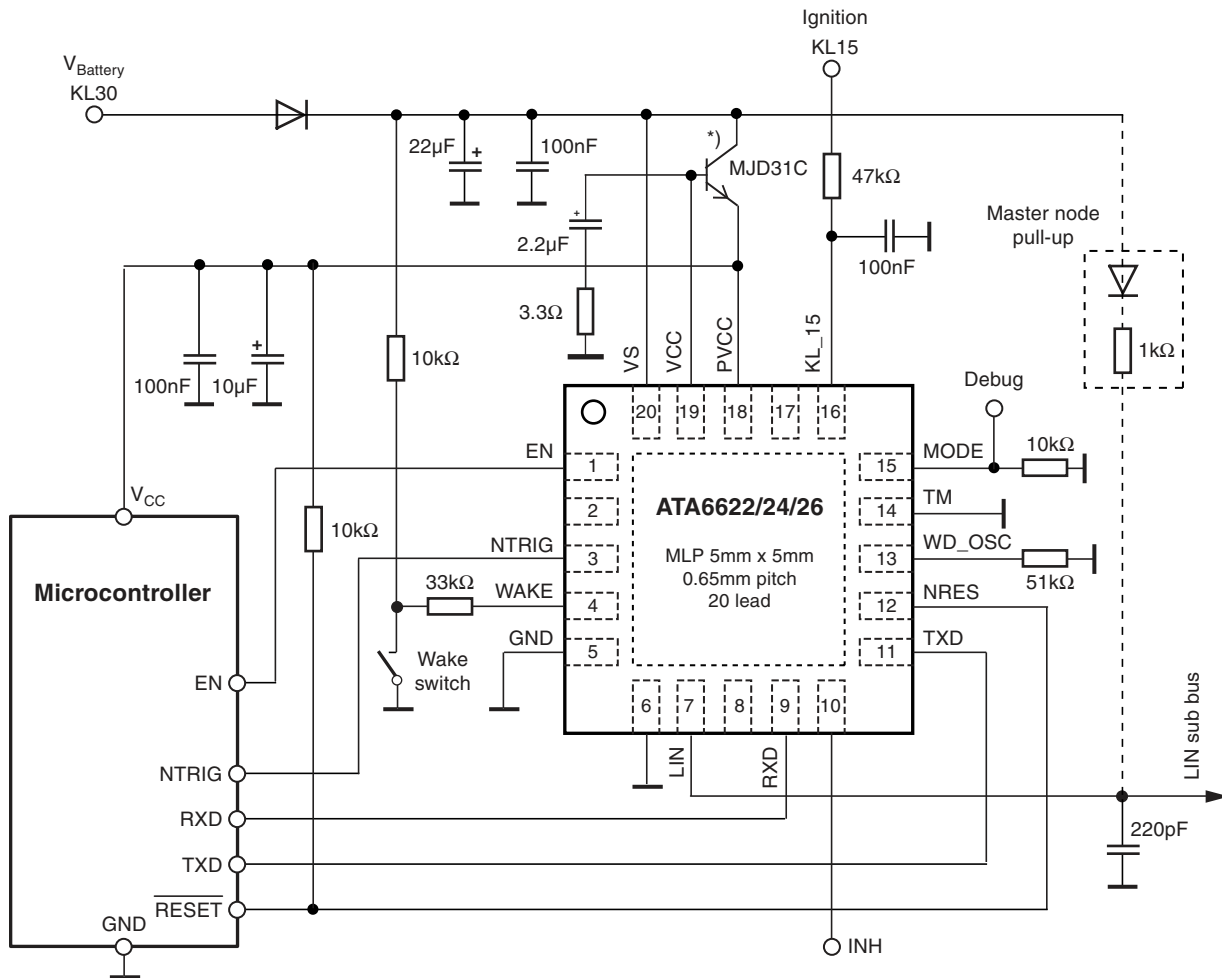 Ignition
KL15
V_Battery
KL30
22µF
+
100nF
*)
MJD31C
47kΩ
Master node
pull-up
+
2.2µF
100nF
3.3Ω
1kΩ
10kΩ
100nF
+
10µF
VS
VCC
PVCC
KL_15
Debug
20
19
18
17
16
EN
1
15
MODE
10kΩ
2
ATA6622/24/26
14
TM
V_CC
10kΩ
NTRIG
3
MLP 5mm x 5mm
0.65mm pitch
20 lead
13
WD_OSC
51kΩ
Microcontroller
33kΩ
WAKE
4
12
NRES
GND
5
11
TXD
Wake
switch
EN
6
7
8
9
10
LIN
RXD
LIN sub bus
NTRIG
RXD
220pF
TXD
RESET
GND
INH